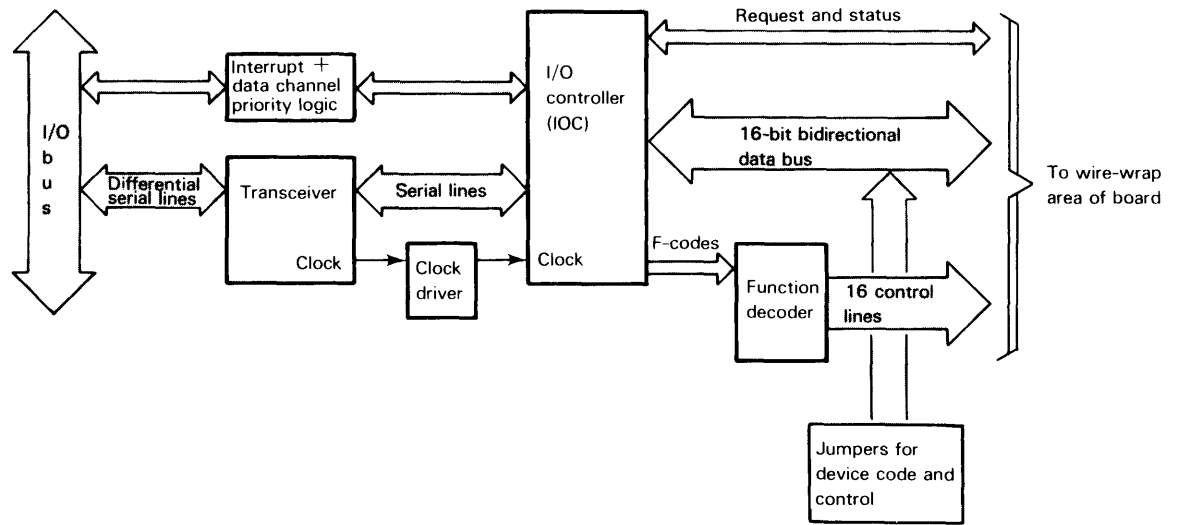 Request and status
Interrupt +
data channel
priority logic
I/O
controller
(IOC)
I/O
b
u
s
16-bit bidirectional
data bus
To wire-wrap
area of board
Differential
serial lines
Transceiver
Serial lines
Clock
Clock
driver
Clock
F-codes
Function
decoder
16 control
lines
Jumpers for
device code and
control